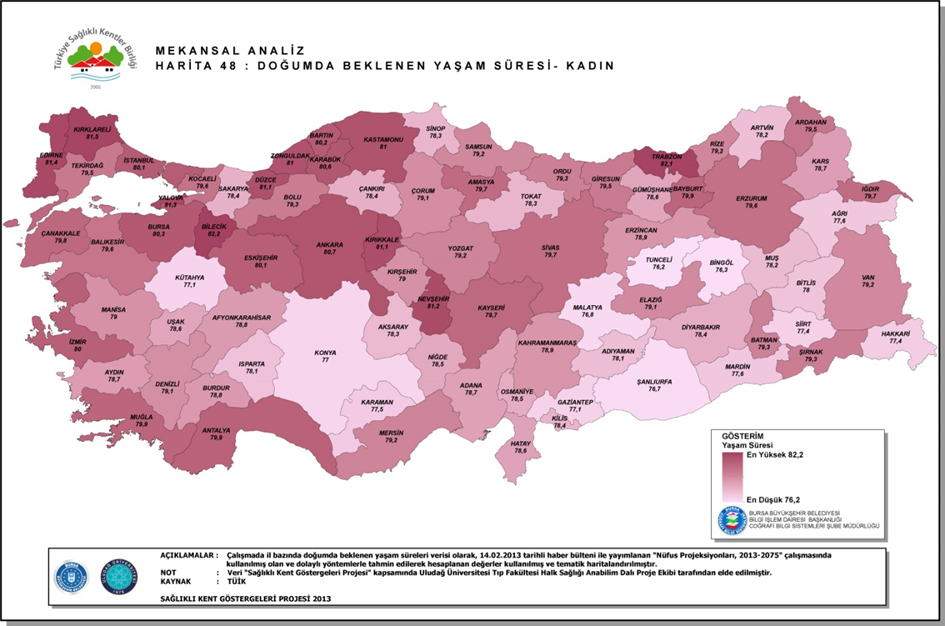 Türkiye Sağlıklı Kentler Birliği
2005
MEKANSAL ANALİZ
HARİTA 48 : DOĞUMDA BEKLENEN YAŞAM SÜRESİ- KADIN
KIRKLARELİ
81,5
EDİRNE
81,4
TEKİRDAĞ
79,5
İSTANBUL
80,1
KOCAELİ
79,6
YALOVA
81,3
SAKARYA
78,4
DÜZCE
81,1
ZONGULDAK
81
BARTIN
80,2
KARABÜK
80,6
KASTAMONU
81
SİNOP
78,3
SAMSUN
79,2
BOLU
79,3
ÇANKIRI
78,4
ÇORUM
79,1
AMASYA
79,7
TOKAT
78,3
ORDU
79,3
GİRESUN
79,5
TRABZON
82,1
GÜMÜŞHANE
78,6
BAYBURT
79,9
RİZE
79,2
ARTVİN
78,2
ARDAHAN
79,5
KARS
78,7
IĞDIR
79,7
AĞRI
77,6
ERZURUM
79,6
ERZİNCAN
78,9
ÇANAKKALE
79,8
BALIKESİR
79,6
BURSA
80,3
BİLECİK
82,2
ESKİŞEHİR
80,1
ANKARA
80,7
KIRIKKALE
81,1
KIRŞEHİR
79
YOZGAT
79,2
SİVAS
79,7
TUNCELİ
76,2
BİNGÖL
76,3
MUŞ
78,2
BİTLİS
78
VAN
79,2
KÜTAHYA
77,1
MANİSA
79
UŞAK
78,6
AFYONKARAHİSAR
78,8
NEVŞEHİR
81,2
KAYSERİ
79,7
MALATYA
76,8
ELAZIĞ
79,1
DİYARBAKIR
78,4
BATMAN
79,3
SİİRT
77,4
ŞIRNAK
79,3
HAKKARİ
77,4
İZMİR
80
AYDIN
78,7
DENİZLİ
79,1
BURDUR
78,8
ISPARTA
78,1
KONYA
77
AKSARAY
78,3
NİĞDE
78,5
KAHRAMANMARAŞ
78,9
ADIYAMAN
78,1
ŞANLIURFA
76,7
MARDİN
77,6
MUĞLA
79,9
ANTALYA
79,9
KARAMAN
77,5
MERSİN
79,2
ADANA
78,7
OSMANİYE
78,5
GAZİANTEP
77,1
KİLİS
78,4
HATAY
78,6
GÖSTERİM
Yaşam Süresi
En Yüksek 82,2
En Düşük 76,2
BURSA BÜYÜKŞEHİR BELEDİYESİ
BİLGİ İŞLEM DAİRESİ BAŞKANLIĞI
COĞRAFİ BİLGİ SİSTEMLERİ ŞUBE MÜDÜRLÜĞÜ
AÇIKLAMALAR : Çalışmada il bazında doğumda beklenen yaşam süreleri verisi olarak, 14.02.2013 tarihli haber bülteni ile yayımlanan "Nüfus Projeksiyonları, 2013-2075" çalışmasında
kullanılmış olan ve dolaylı yöntemlerle tahmin edilerek hesaplanan değerler kullanılmış ve tematik haritalandırılmıştır.
NOT : Veri "Sağlıklı Kent Göstergeleri Projesi" kapsamında Uludağ Üniversitesi Tıp Fakültesi Halk Sağlığı Anabilim Dalı Proje Ekibi tarafından elde edilmiştir.
KAYNAK : TÜİK
SAĞLIKLI KENT GÖSTERGELERİ PROJESİ 2013